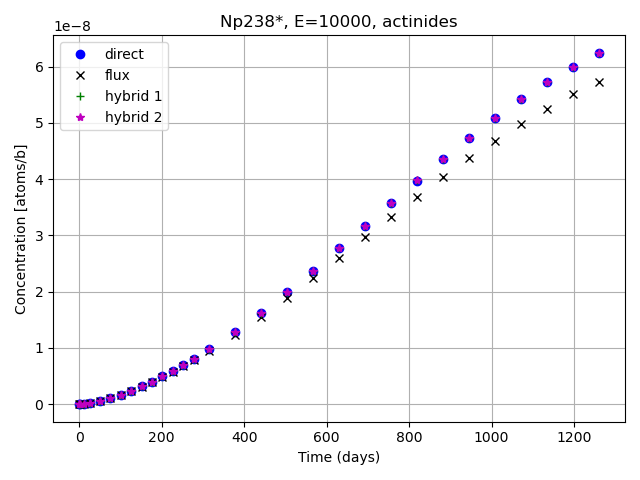 Np238*, E=10000, actinides
1e−8
direct
flux
hybrid 1
hybrid 2
6
5
4
3
2
1
0
Concentration [atoms/b]
0 200 400 600 800 1000 1200
Time (days)